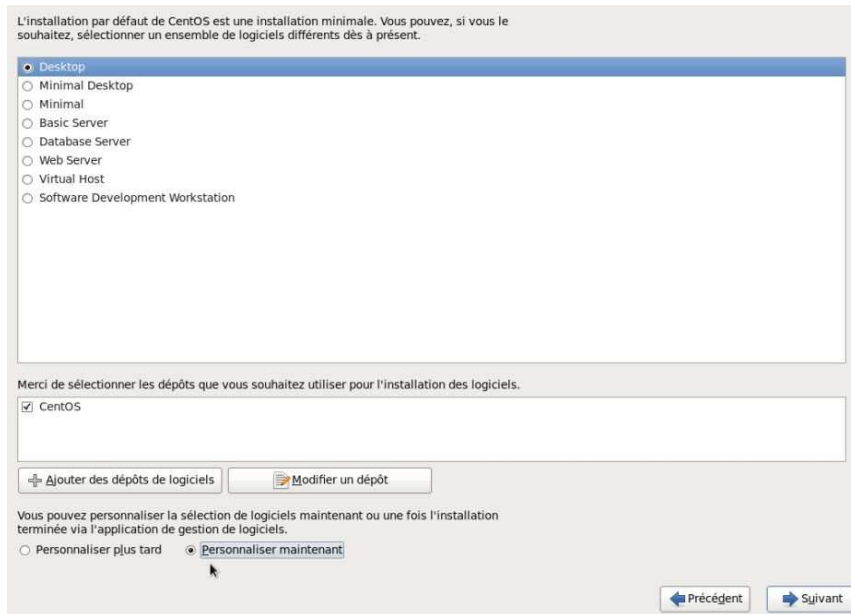 L'installation par défaut de CentOS est une installation minimale. Vous pouvez, si vous le
souhaitez, sélectionner un ensemble de logiciels différents dès à présent.
Desktop
Minimal Desktop
Minimal
Basic Server
Database Server
Web Server
Virtual Host
Software Development Workstation
Merci de sélectionner les dépôts que vous souhaitez utiliser pour l'installation des logiciels.
CentOS
Ajouter des dépôts de logiciels Modifier un dépôt
Vous pouvez personnaliser la sélection de logiciels maintenant ou une fois l'installation
terminée via l'application de gestion de logiciels.
Personnaliser plus tard Personnaliser maintenant
Précédent Suivant